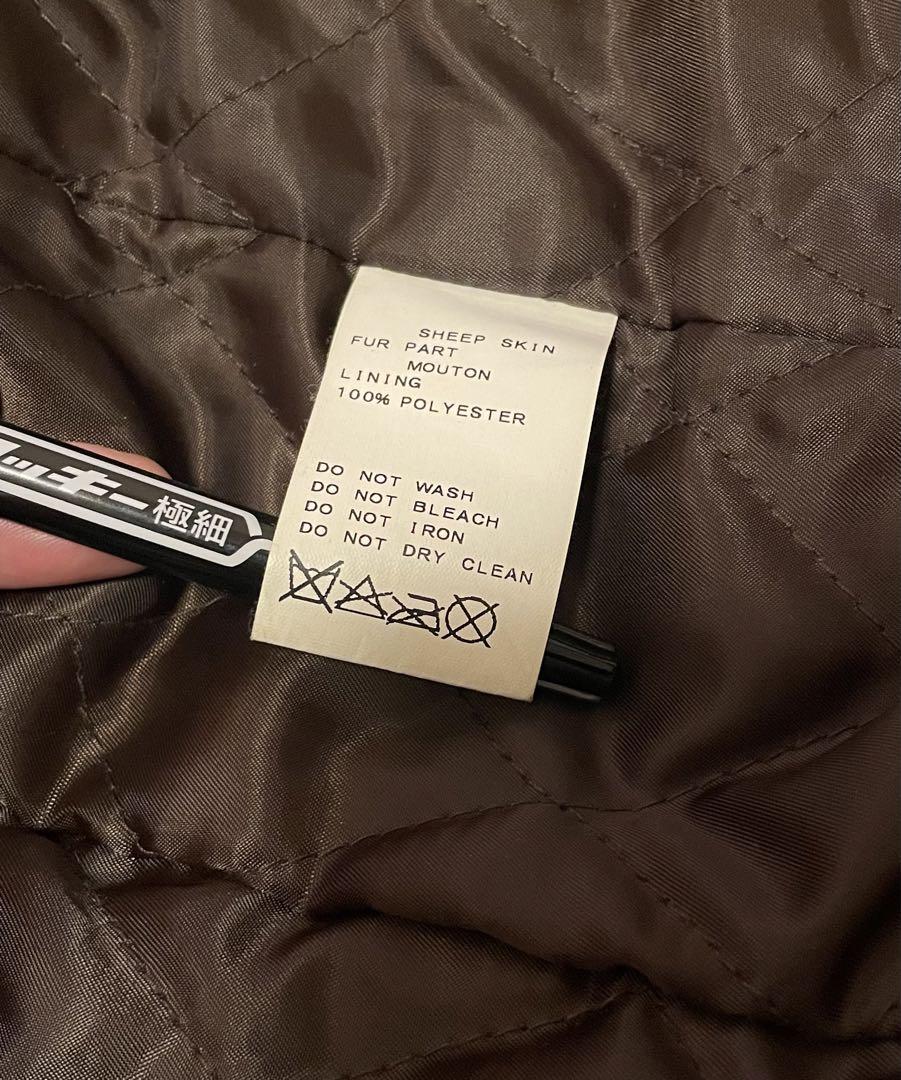 SHEEP SKIN
FUR PART
MOUTON
LINING
100% POLYESTER
DO NOT WASH
DO NOT BLEACH
DO NOT IRON
DO NOT DRY CLEAN
ッキー極細